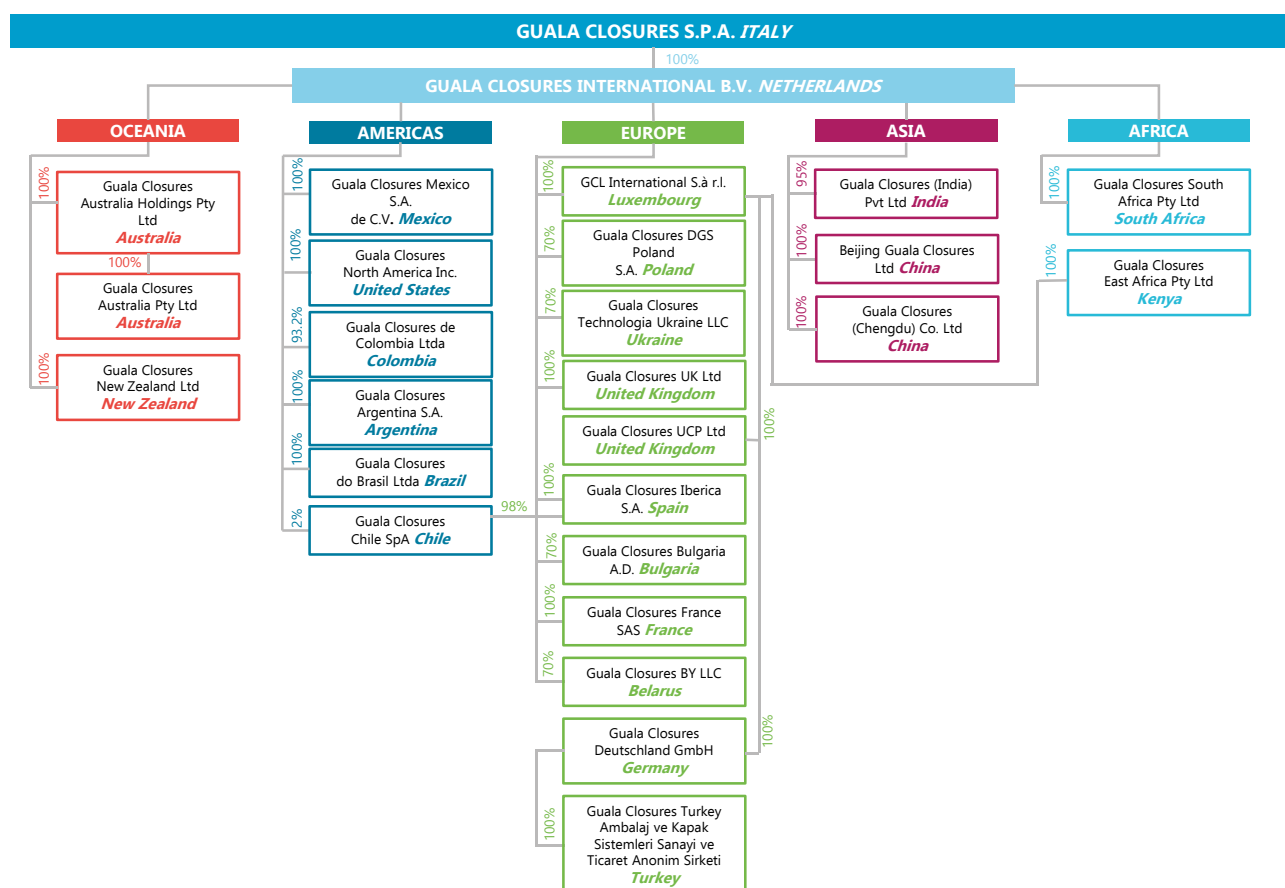 GUALA CLOSURES S.P.A. ITALY
100%
GUALA CLOSURES INTERNATIONAL B.V. NETHERLANDS
OCEANIA
100%
Guala Closures
Australia Holdings Pty
Ltd
Australia
100%
Guala Closures
Australia Pty Ltd
Australia
100%
Guala Closures
New Zealand Ltd
New Zealand
AMERICAS
100%
Guala Closures Mexico
S.A.
de C.V. Mexico
100%
Guala Closures
North America Inc.
United States
93.2%
Guala Closures de
Colombia Ltda
Colombia
100%
Guala Closures
Argentina S.A.
Argentina
100%
Guala Closures
do Brasil Ltda Brazil
2%
Guala Closures
Chile SpA Chile
98%
EUROPE
100%
GCL International S.à r.l.
Luxembourg
70%
Guala Closures DGS
Poland
S.A. Poland
70%
Guala Closures
Technologia Ukraine LLC
Ukraine
100%
Guala Closures UK Ltd
United Kingdom
Guala Closures UCP Ltd
United Kingdom
100%
100%
Guala Closures Iberica
S.A. Spain
70%
Guala Closures Bulgaria
A.D. Bulgaria
100%
Guala Closures France
SAS France
70%
Guala Closures BY LLC
Belarus
Guala Closures
Deutschland GmbH
Germany
100%
100%
Guala Closures Turkey
Ambalaj ve Kapak
Sistemleri Sanayi ve
Ticaret Anonim Sirketi
Turkey
ASIA
95%
Guala Closures (India)
Pvt Ltd India
100%
Beijing Guala Closures
Ltd China
100%
Guala Closures
(Chengdu) Co. Ltd
China
AFRICA
100%
Guala Closures South
Africa Pty Ltd
South Africa
100%
Guala Closures
East Africa Pty Ltd
Kenya